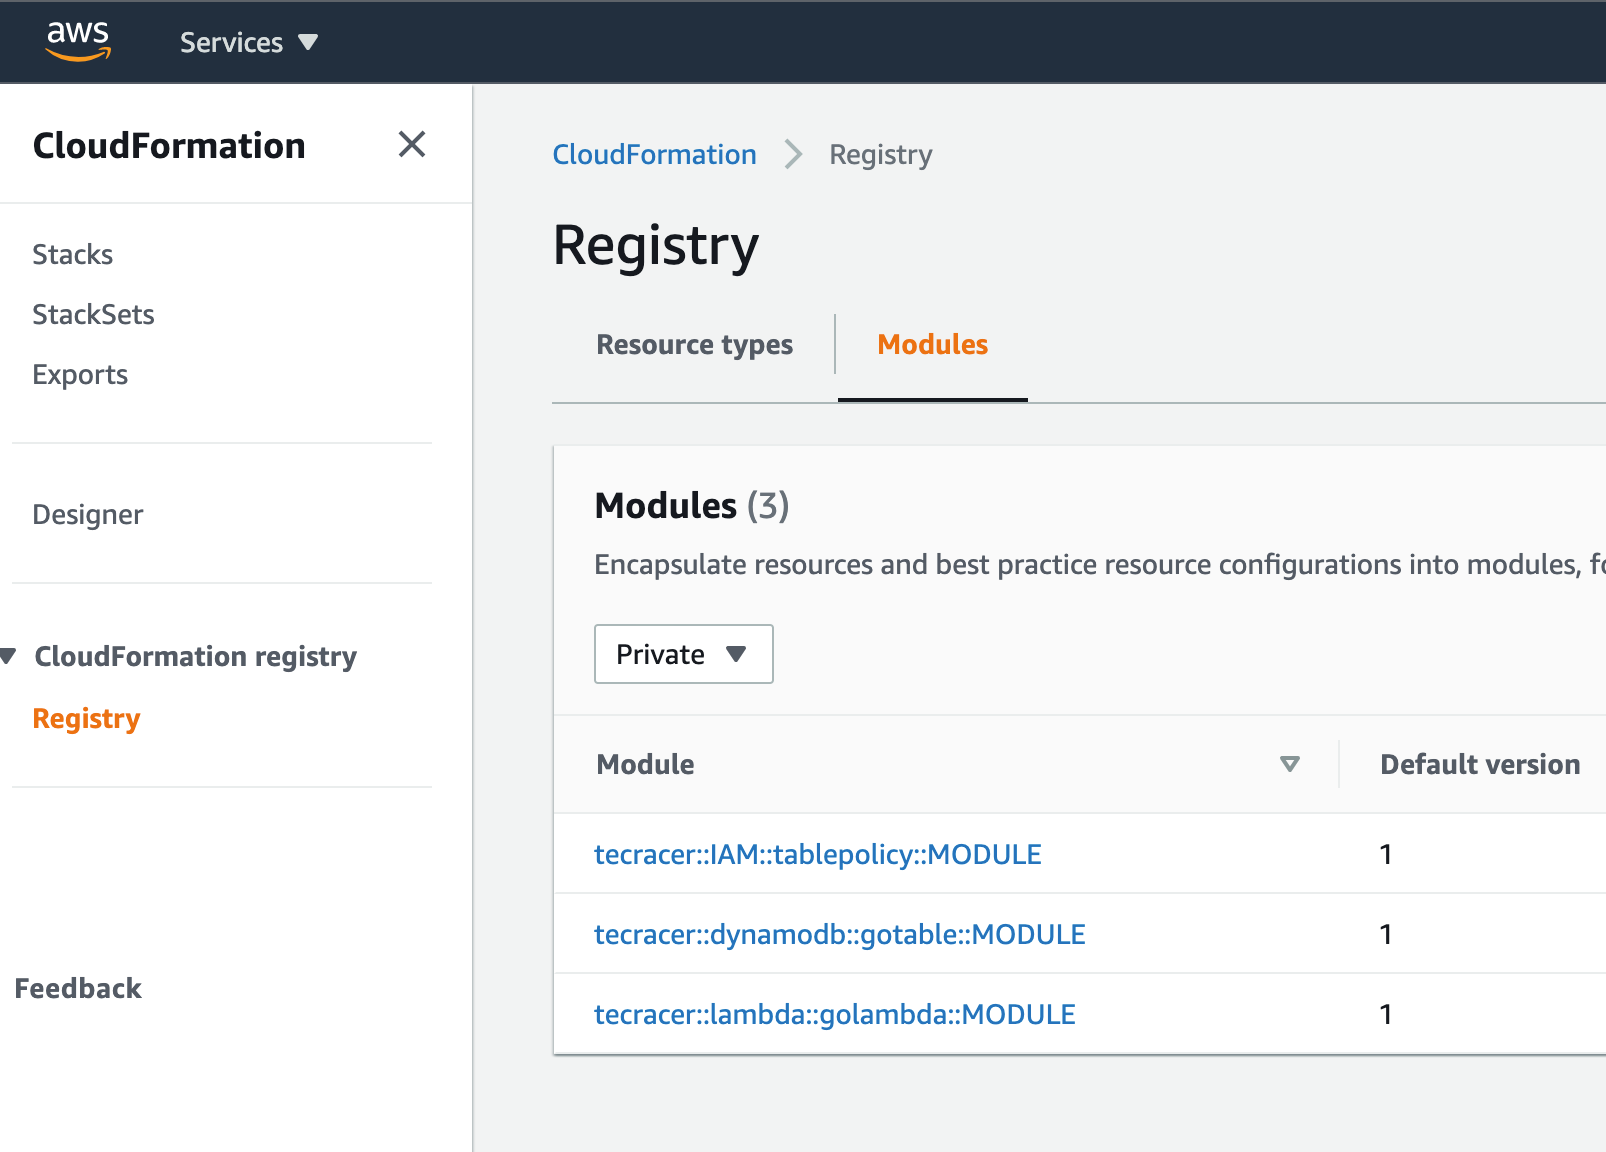 aws
Services
CloudFormation
Stacks
StackSets
Exports
Designer
CloudFormation registry
Registry
Feedback
CloudFormation Registry
Registry
Resource types Modules
Modules (3)
Encapsulate resources and best practice resource configurations into modules,
Private
Module Default version
tecracer::IAM::tablepolicy::MODULE 1
tecracer::dynamodb::gotable::MODULE 1
tecracer::lambda::golambda::MODULE 1